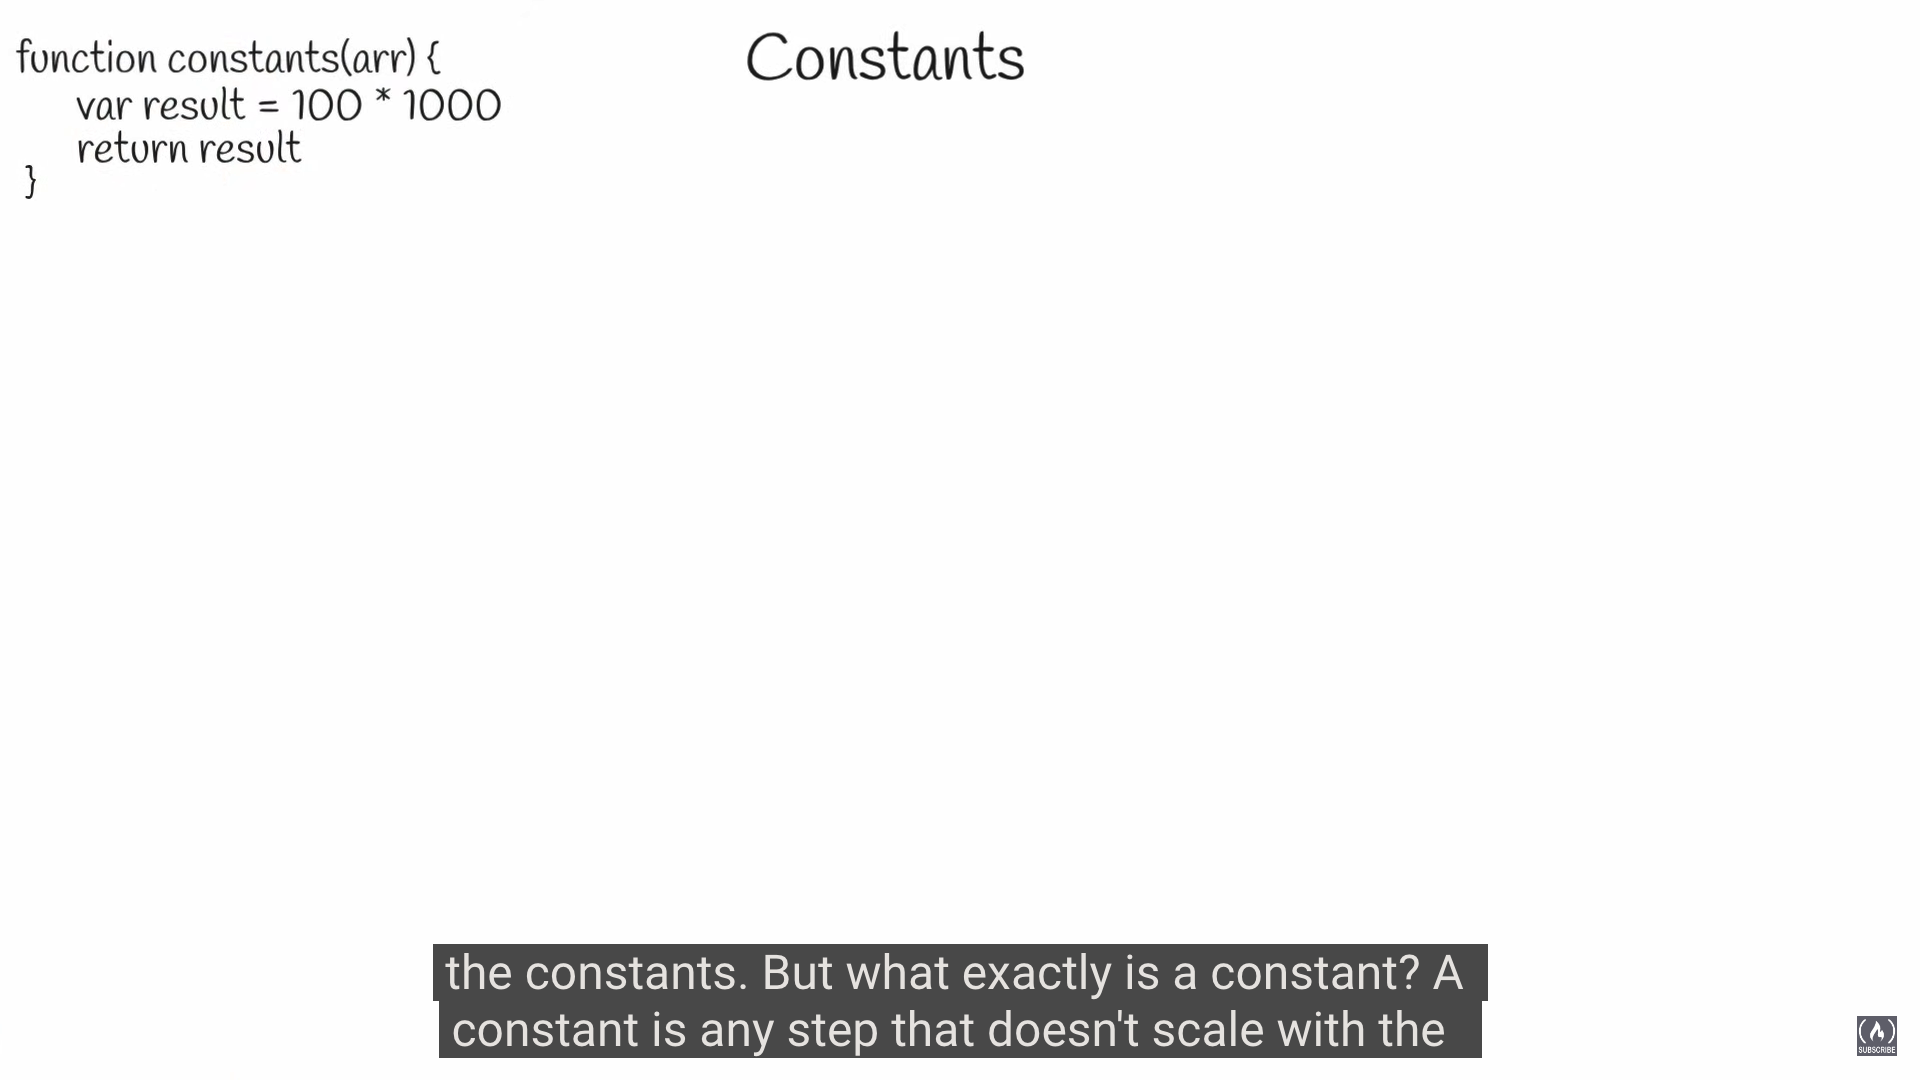 function constants(arr) {
var result = 100 * 1000
return result
}
Constants
the constants. But what exactly is a constant? A
constant is any step that doesn't scale with the
SUBSCRIBE